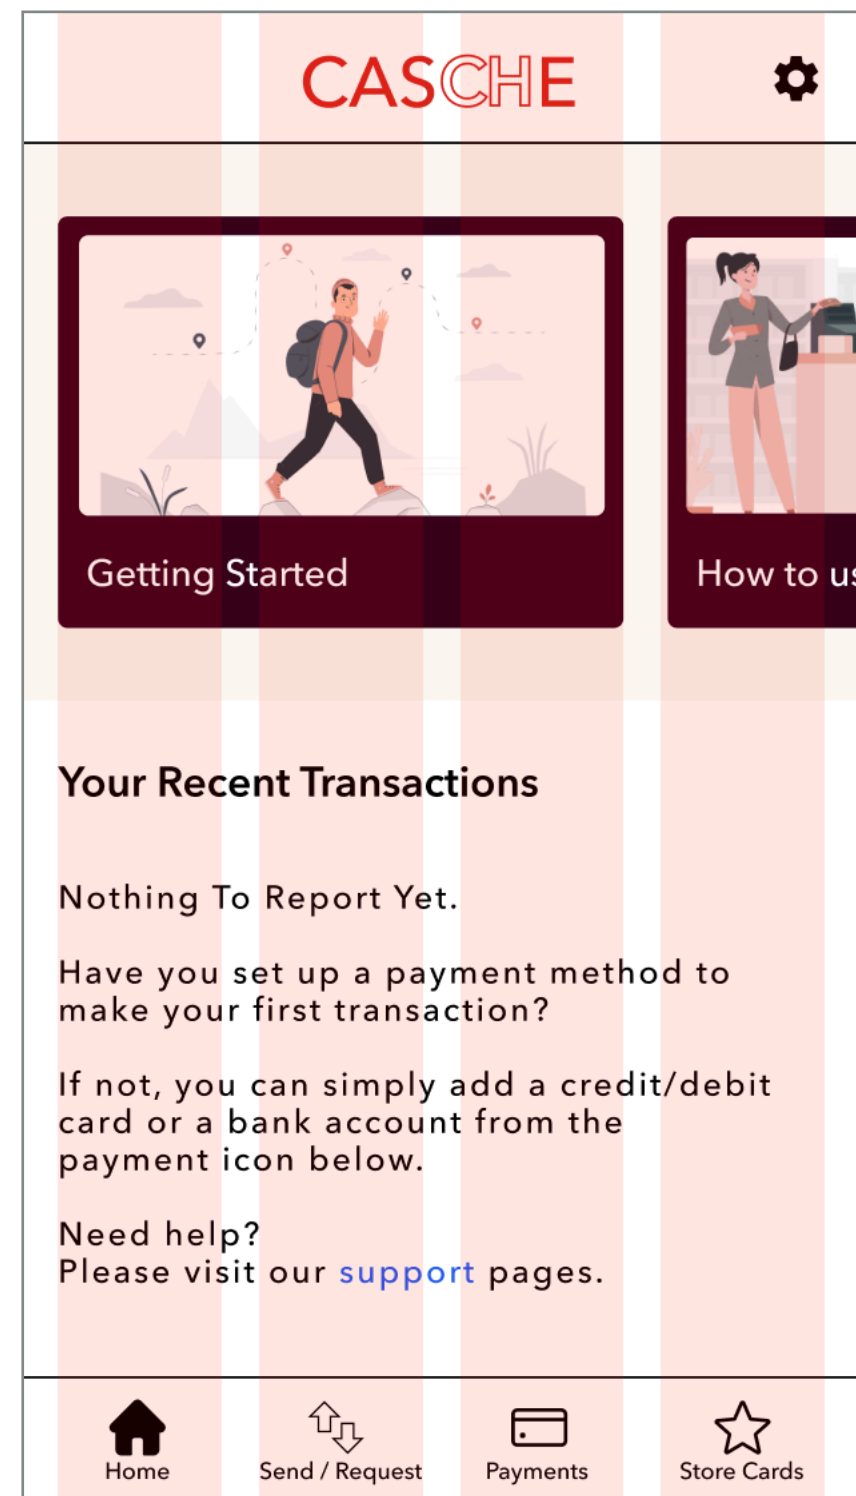 CASCHE
Getting Started
How to us
Your Recent Transactions
Nothing To Report Yet.
Have you set up a payment method to
make your first transaction?
If not, you can simply add a credit/debit
card or a bank account from the
payment icon below.
Need help?
Please visit our support pages.
Home
Send / Request
Payments
Store Cards